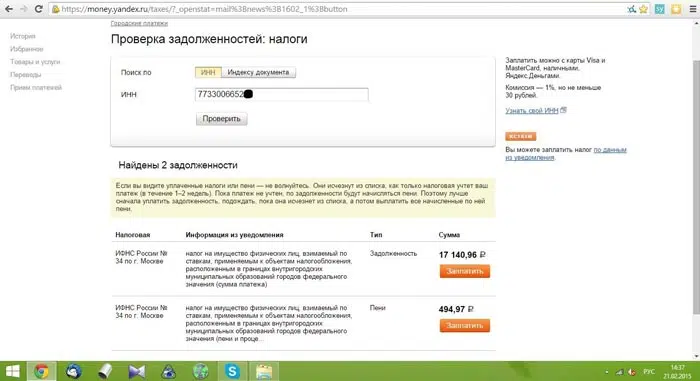 https://money.yandex.ru/taxes/?_openstat=mail%3Bnews%3B1602_1%3Bbutton
Городские платежи
История
Избранное
Товары и услуги
Переводы
Прием платежей
Проверка задолженностей: налоги
Поиск по ИНН Индексу документа
ИНН 7733006652
Проверить
Заплатить можно с карты Visa и
MasterCard, наличными,
Яндекс.Деньгами.
Комиссия — 1%, но не меньше
30 рублей.
Узнать свой ИНН
КСТАТИ
Вы можете заплатить налог по данным
из уведомления.
Найдены 2 задолженности
Если вы видите уплаченные налоги или пени — не волнуйтесь. Они исчезнут из списка, как только налоговая учтет ваш
платеж (в течение 1–2 недель). Пока платеж не учтен, по задолженности будут начисляться пени. Поэтому лучше
сначала уплатить задолженность, подождать, пока она исчезнет из списка, а потом выплатить все начисленные по ней
пени.
Налоговая Информация из уведомления Тип Сумма
ИФНС России № налог на имущество физических лиц, взимаемый по Задолженность 17 140,96 ₽
34 по г. Москве ставкам, применяемым к объектам налогообложения, Заплатить
расположенным в границах внутригородских
муниципальных образований городов федерального
значения (сумма платежа)
ИФНС России № налог на имущество физических лиц, взимаемый по Пени 494,97 ₽
34 по г. Москве ставкам, применяемым к объектам налогообложения, Заплатить
расположенным в границах внутригородских
муниципальных образований городов федерального
значения (пени и проце...
РУС
14:37
21.02.2015